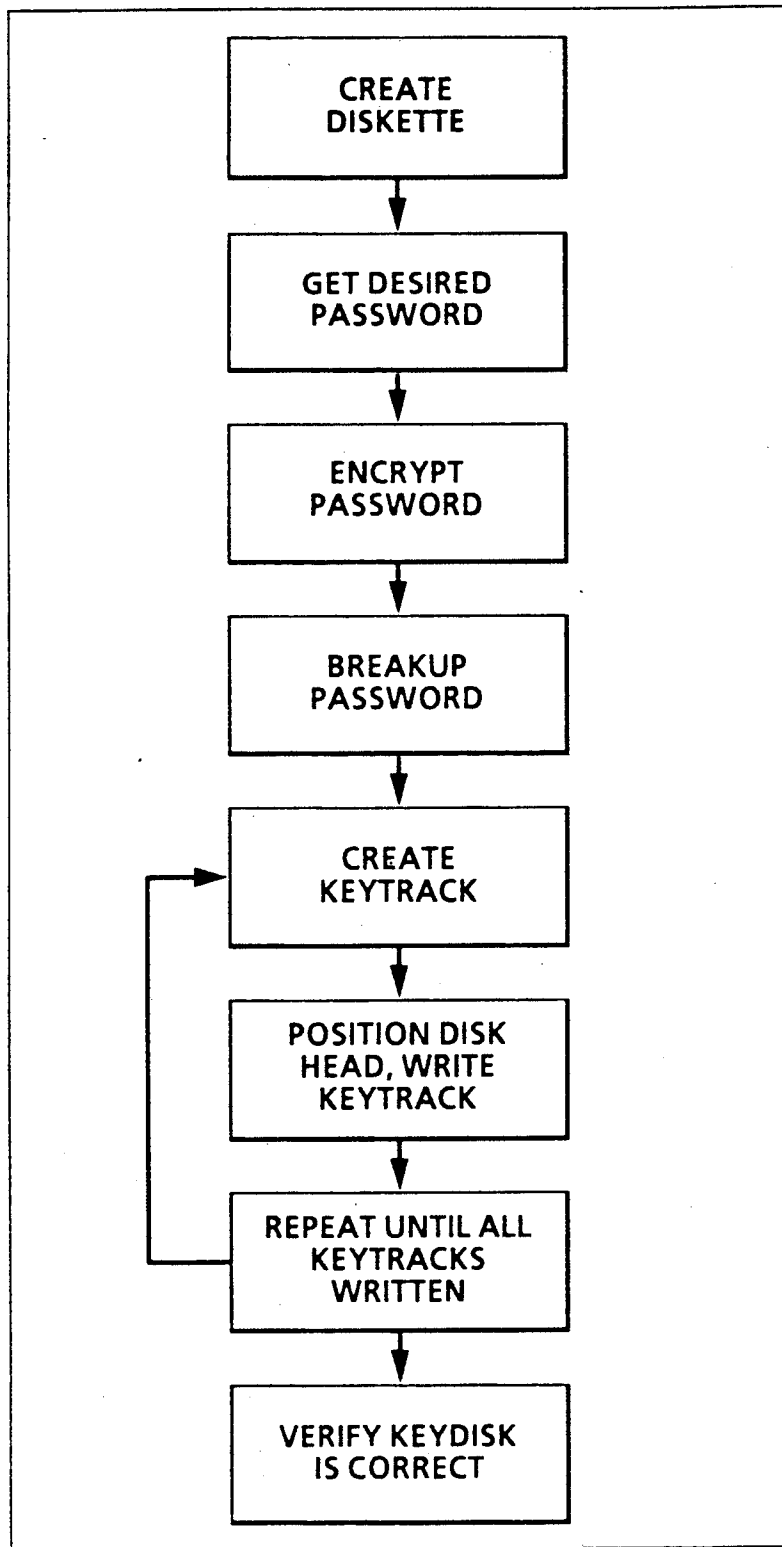 CREATE
DISKETTE
GET DESIRED
PASSWORD
ENCRYPT
PASSWORD
BREAKUP
PASSWORD
CREATE
KEYTRACK
POSITION DISK
HEAD, WRITE
KEYTRACK
REPEAT UNTIL ALL
KEYTRACKS
WRITTEN
VERIFY KEYDISK
IS CORRECT